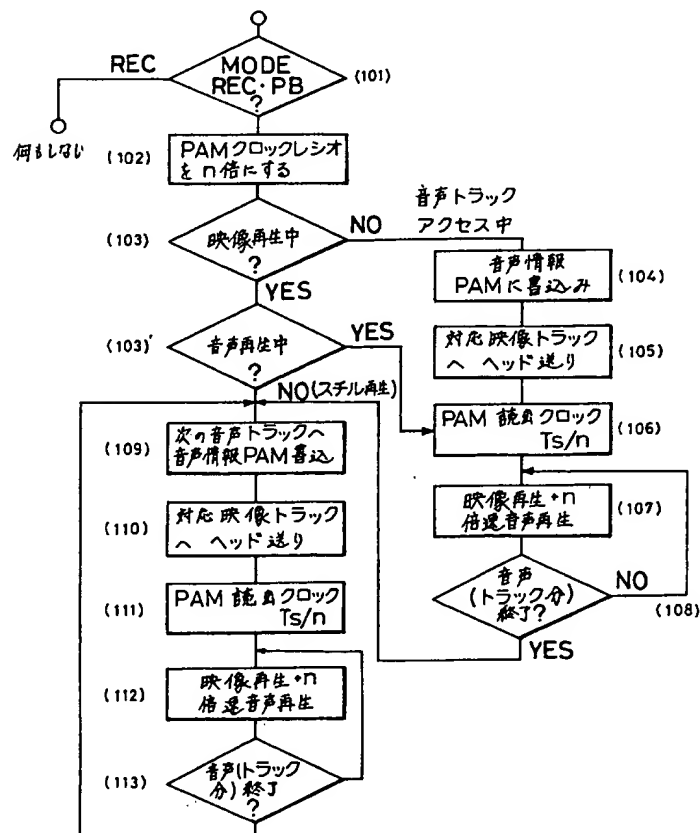 REC
MODE
REC・PB
?
(101)
何もしない
(102)
PAMクロックレシオ
をn倍にする
(103)
映像再生中
?
NO
音声トラック
アクセス中
YES
音声情報
PAMに書込み
(104)
(103)'
音声再生中
?
YES
NO(スチル再生)
対応映像トラック
へ ヘッド送り
(105)
PAM 読出クロック
Ts/n
(106)
(109)
次の音声トラックへ
音声情報PAM書込
映像再生+n
倍速音声再生
(107)
(110)
対応映像トラック
へ ヘッド送り
音声
(トラック分)
終了?
NO
(108)
YES
(111)
PAM 読出クロック
Ts/n
(112)
映像再生+n
倍速音声再生
(113)
音声(トラック
分)終了
?